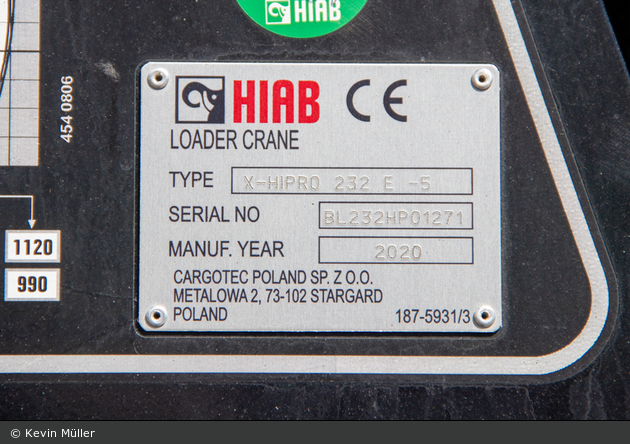 HIAB
454 0806
HIAB CE
LOADER CRANE
TYPE X-HIPRO 232 E -5
SERIAL NO BL232HP01271
MANUF. YEAR 2020
1120
990
CARGOTEC POLAND SP. Z O.O.
METALOWA 2, 73-102 STARGARD
POLAND 187-5931/3
© Kevin Müller